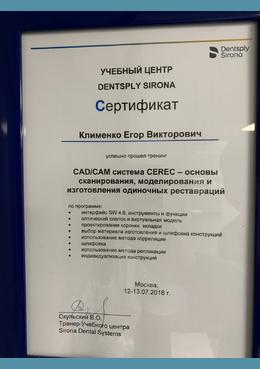 Dentsply
Sirona
УЧЕБНЫЙ ЦЕНТР
DENTSPLY SIRONA
Сертификат
Клименко Егор Викторович
успешно прошел тренинг
CAD/CAM система CEREC – основы
сканирования, моделирования и
изготовления одиночных реставраций
по программе:
интерфейс SW 4.6, инструменты и функции
оптический слепок и виртуальная модель
проектирование коронки, вкладки
выбор материала изготовления и шлифовка конструкций
использование метода корреляции
шлифовка
использование метода репликации
индивидуализация конструкций
Москва,
12-13.07.2018 г.
Скульский В.О.
Тренер Учебного центра
Sirona Dental Systems